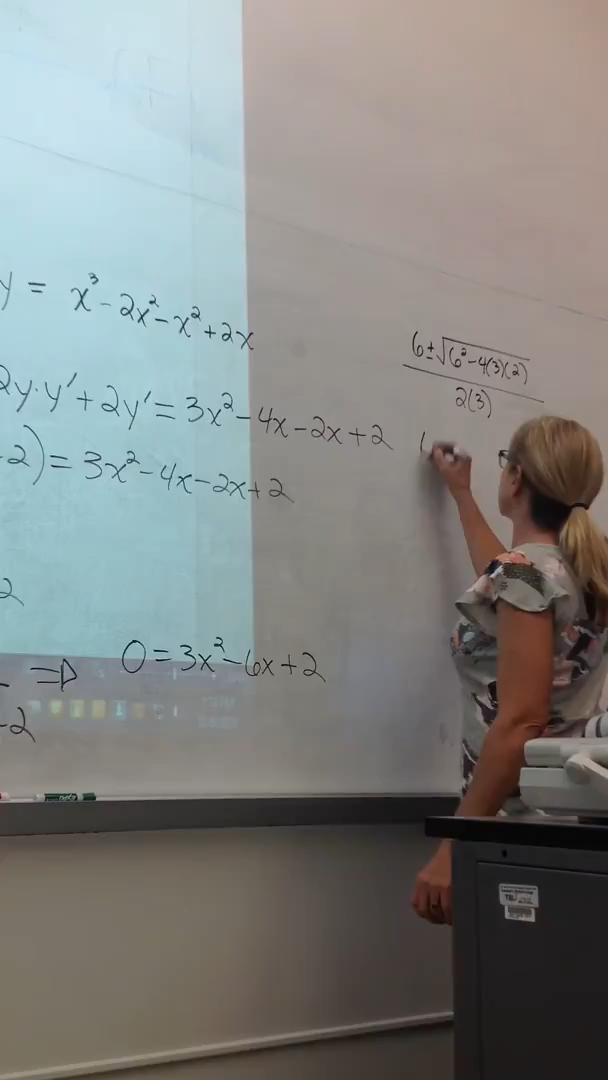 y = x³ - 2x² - x² + 2x
2y·y' + 2y' = 3x² - 4x - 2x + 2
2) = 3x² - 4x - 2x + 2
2
⇒ 0 = 3x² - 6x + 2
-2
6 ± √(6² - 4(3)(2))
2(3)